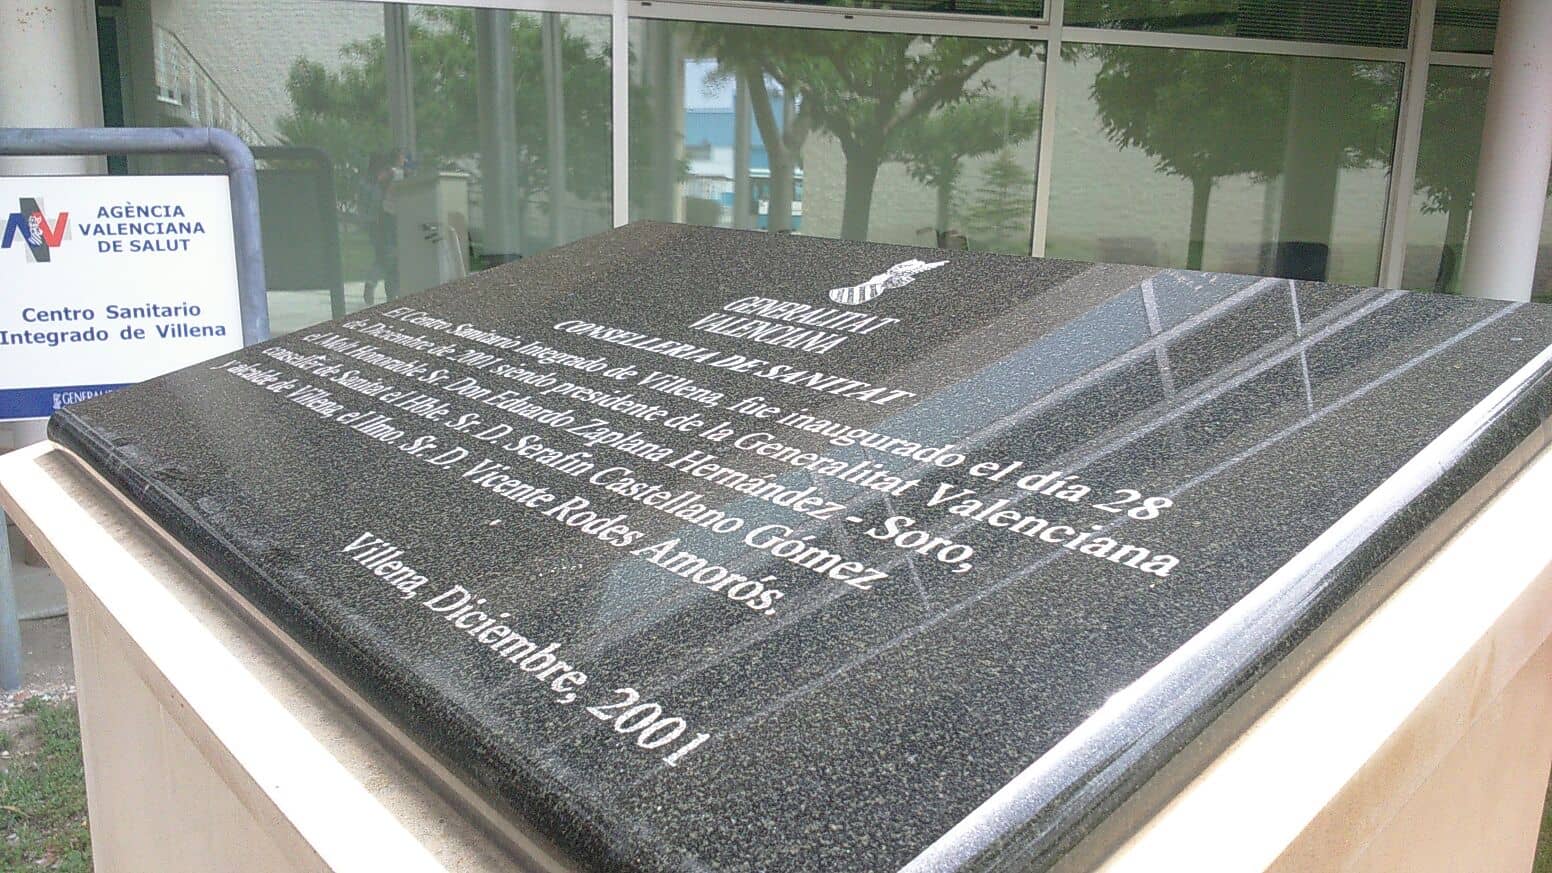 AGÈNCIA
VALENCIANA
DE SALUT
Centro Sanitario
Integrado de Villena
GENERALITAT
VALENCIANA
CONSELLERIA DE SANITAT
El Centro Sanitario Integrado de Villena, fue inaugurado el día 28
de Diciembre de 2001 siendo presidente de la Generalitat Valenciana
el Molt Honorable Sr. Don Eduardo Zaplana Hernández - Soro,
conseller de Sanitat el Hble. Sr. D. Serafín Castellano Gómez
y alcalde de Villena, el Ilmo. Sr. D. Vicente Rodes Amorós.
Villena, Diciembre, 2001